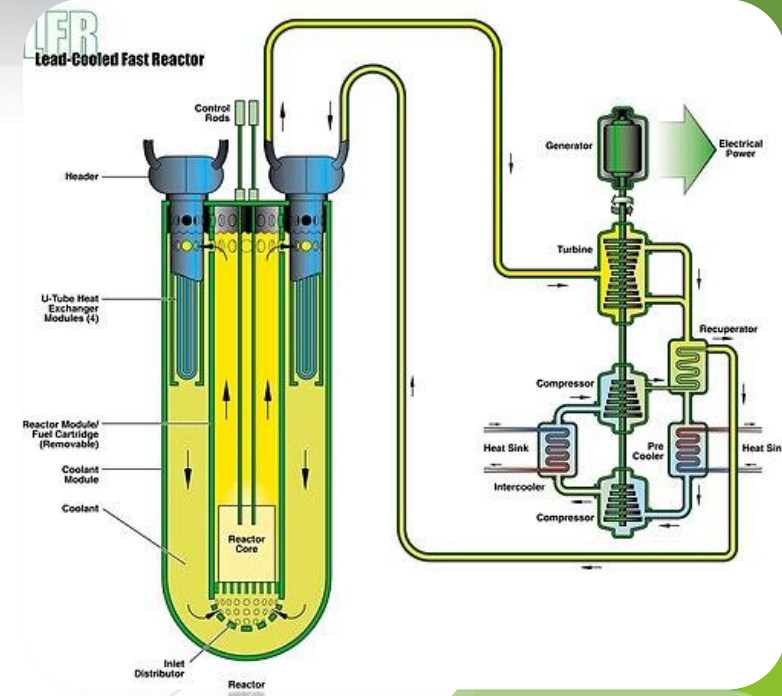 LFR
Lead-Cooled Fast Reactor
Control
Rods
Header
U-Tube Heat
Exchanger
Modules (4)
Reactor Module/
Fuel Cartridge
(Removable)
Coolant
Module
Coolant
Reactor
Core
Inlet
Distributor
Reactor
Generator
Electrical
Power
Turbine
Recuperator
Compressor
Heat Sink
Pre
Cooler
Heat Sin
Intercooler
Compressor